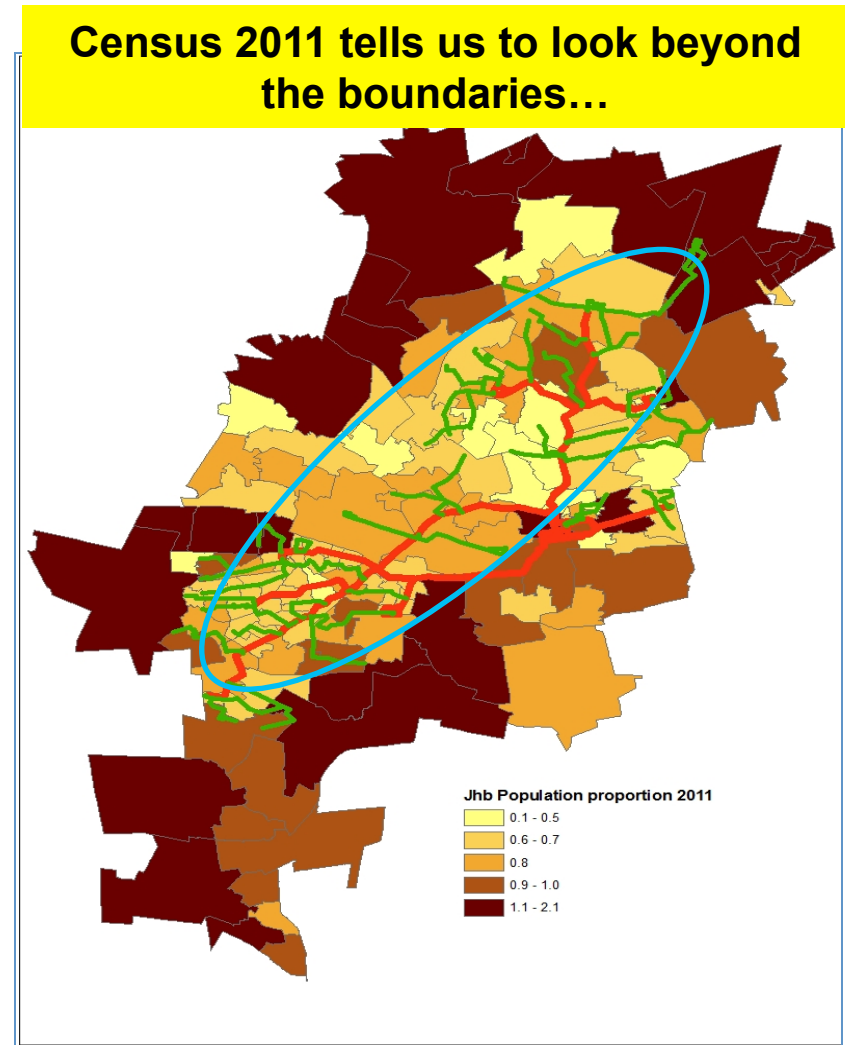 Census 2011 tells us to look beyond
the boundaries…
Jhb Population proportion 2011
0.1 - 0.5
0.6 - 0.7
0.8
0.9 - 1.0
1.1 - 2.1